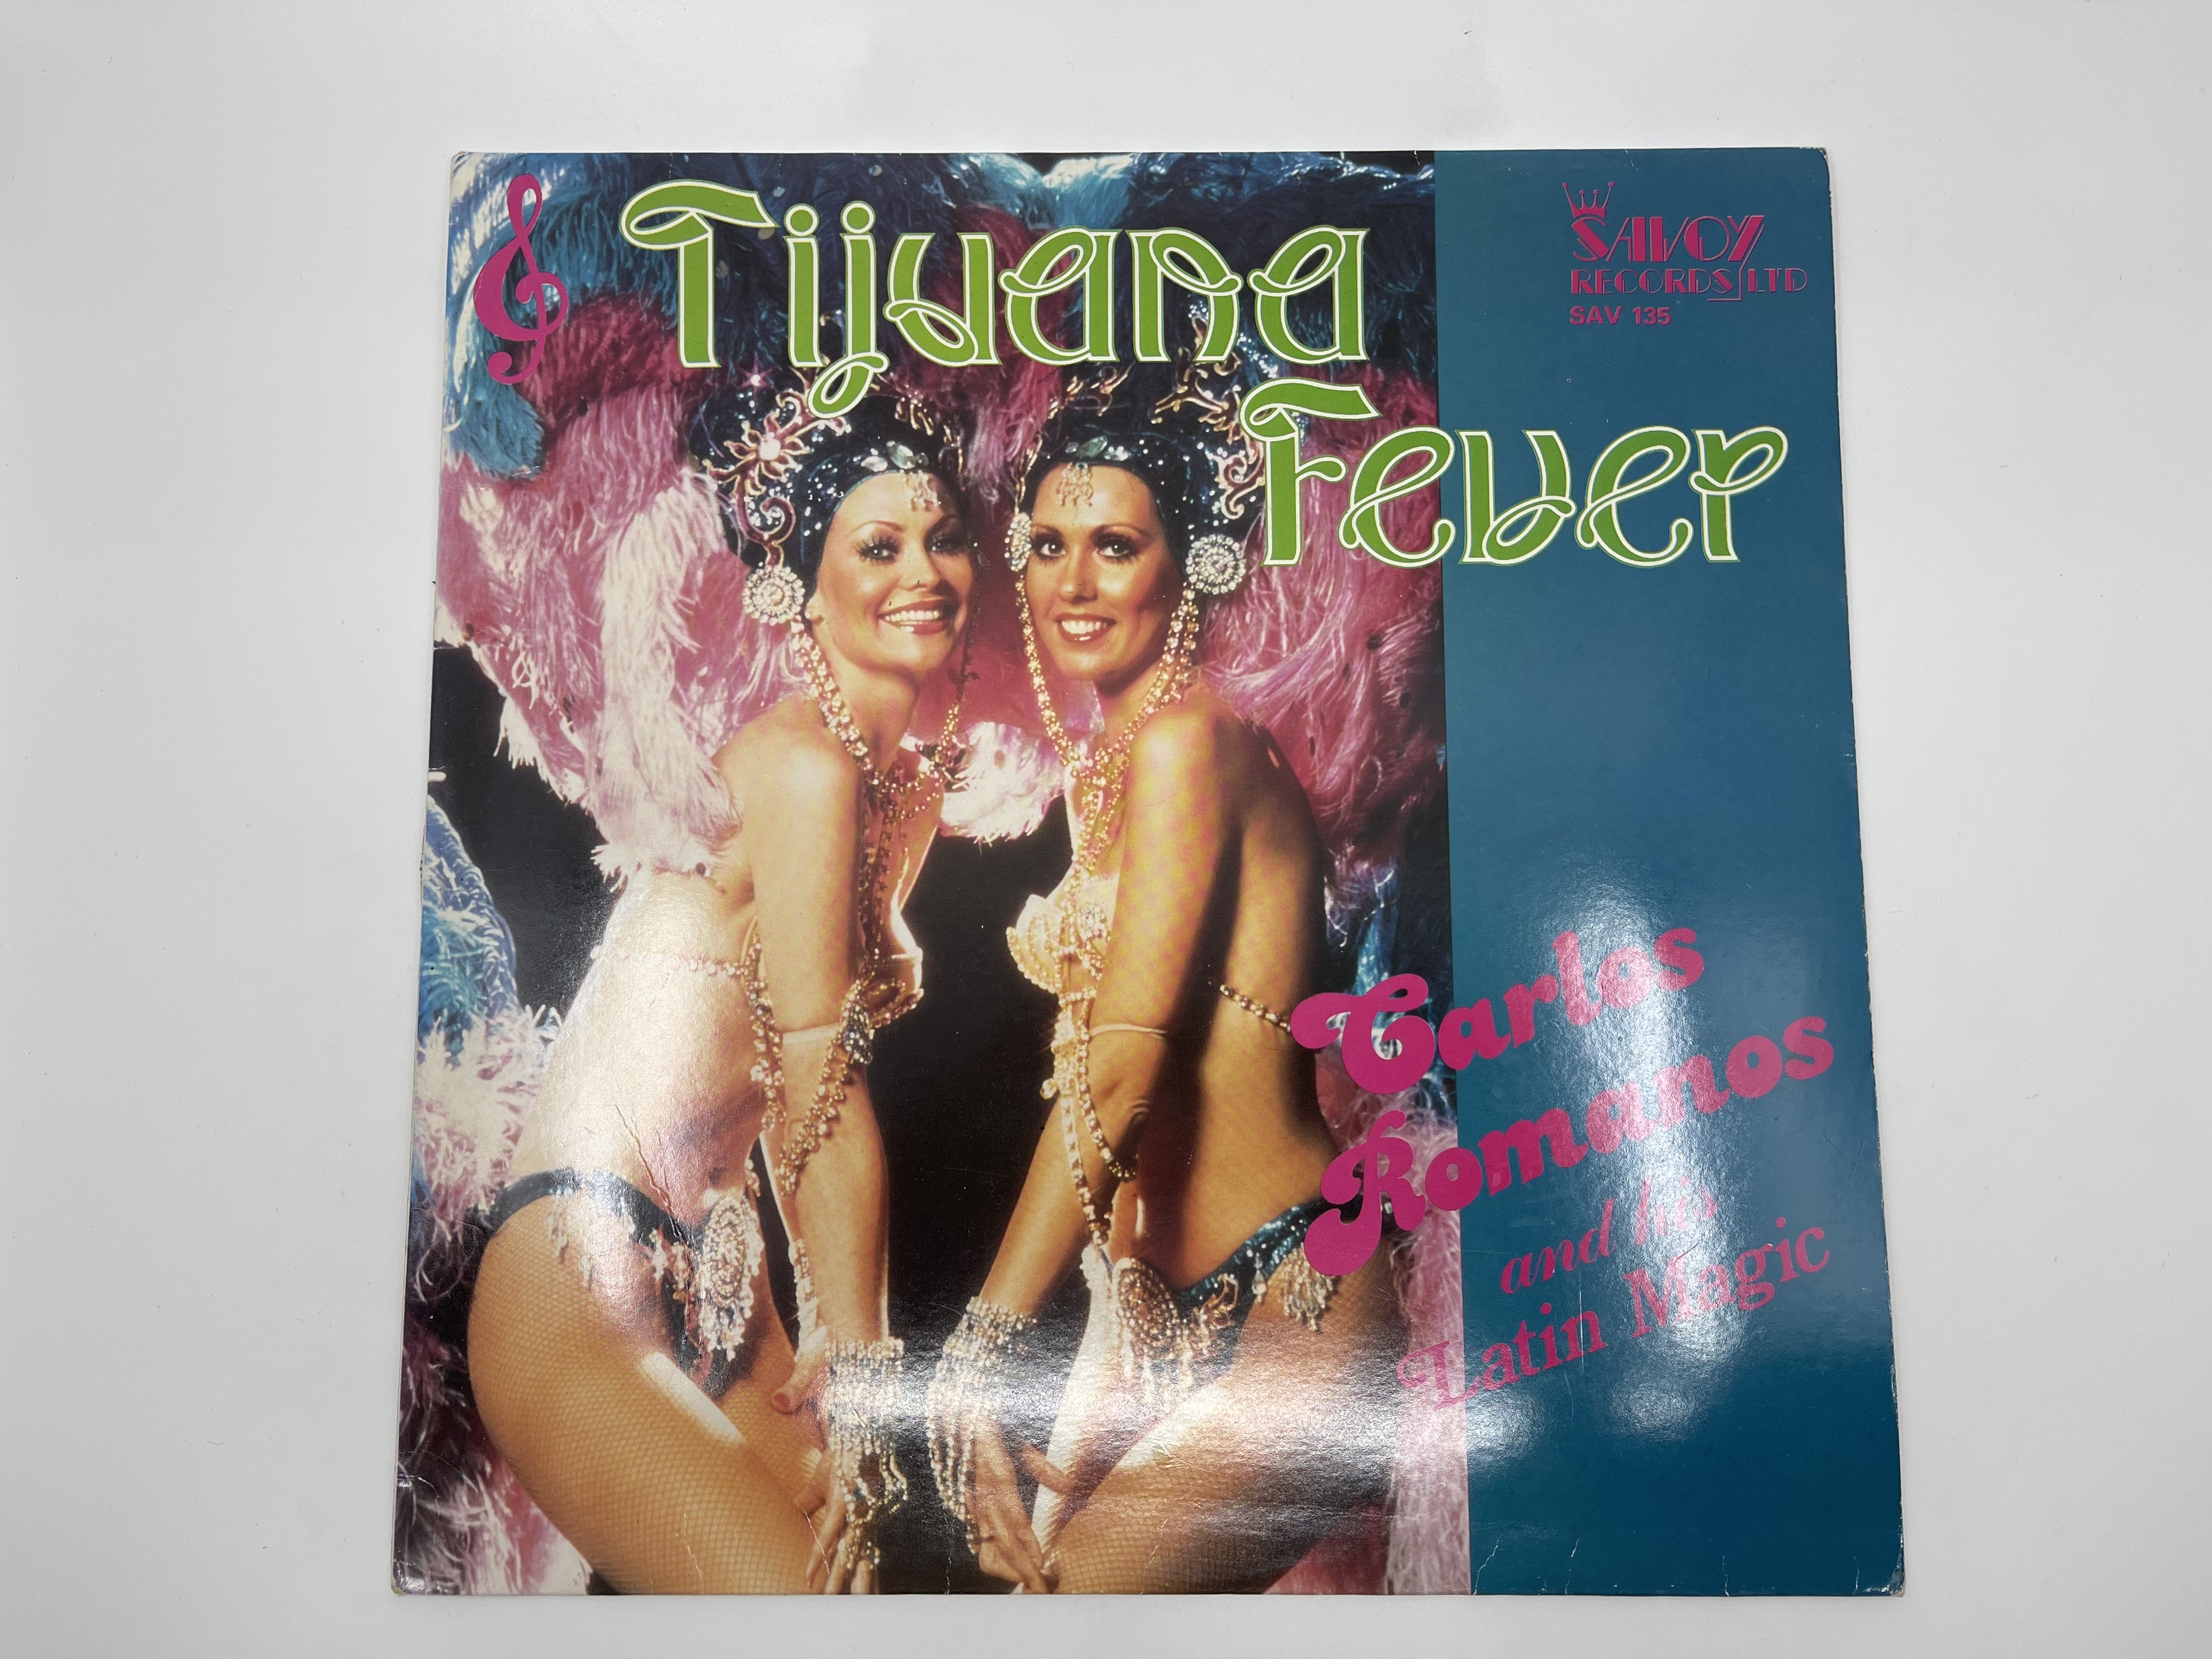 Tijuana
Fever
SAVOY
RECORDS LTD
SAV 135
Carlos
Romanos
and his
Latin Magic